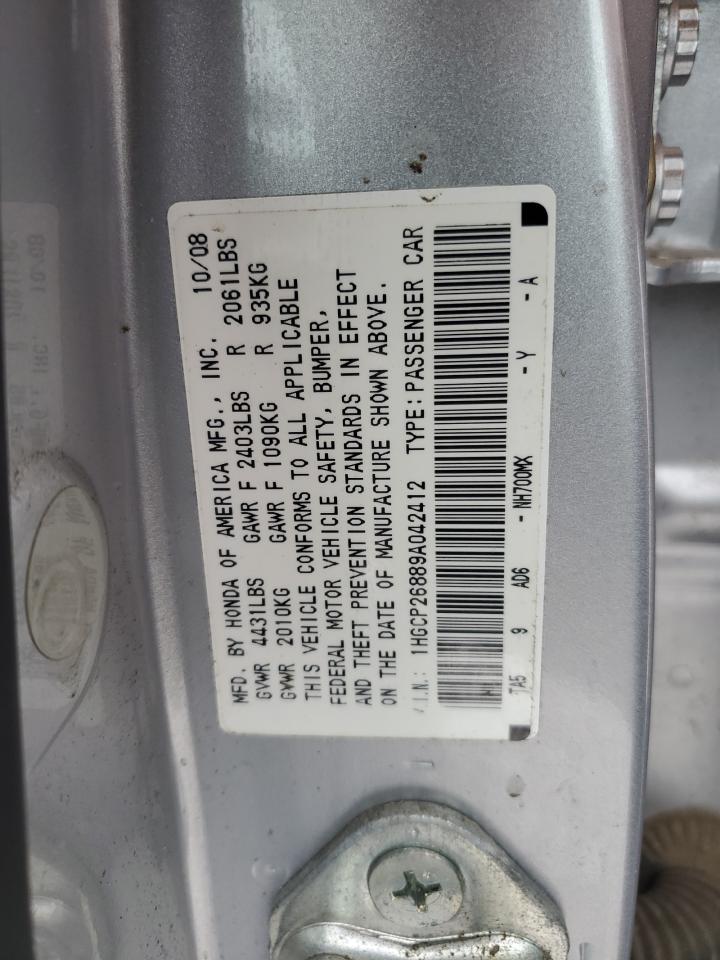 MFD. BY HONDA OF AMERICA MFG., INC. 10/08
GVWR 4431LBS GAWR F 2403LBS R 2061LBS
GVWR 2010KG GAWR F 1090KG R 935KG
THIS VEHICLE CONFORMS TO ALL APPLICABLE
FEDERAL MOTOR VEHICLE SAFETY, BUMPER,
AND THEFT PREVENTION STANDARDS IN EFFECT
ON THE DATE OF MANUFACTURE SHOWN ABOVE.
V.I.N.: 1HGCP26889A042412 TYPE: PASSENGER CAR
TA5 9 AD6 - NH700MX - Y - A